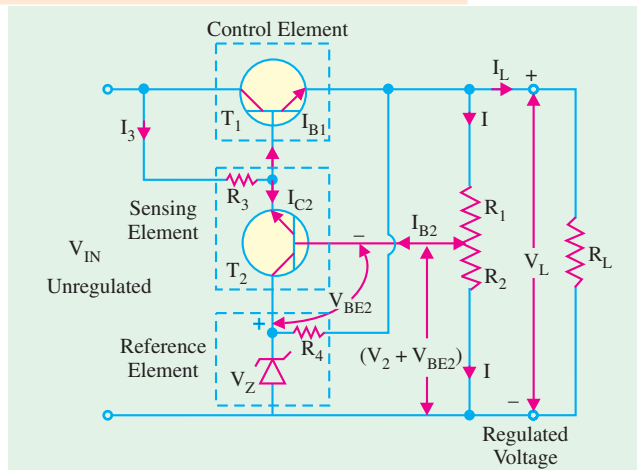 Control Element
I_L
+
T_1
I_B1
I_3
I
R_3
I_C2
Sensing
Element
I_B2
R_1
–
V_IN
Unregulated
T_2
R_2
V_L
R_L
V_BE2
+
R_4
(V_2 + V_BE2)
Reference
Element
V_Z
I
–
Regulated
Voltage